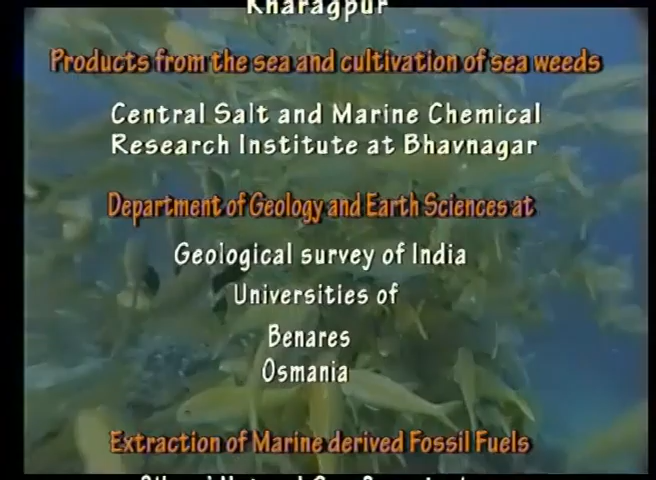 Kharagpur
Products from the sea and cultivation of sea weeds
Central Salt and Marine Chemical
Research Institute at Bhavnagar
Department of Geology and Earth Sciences at
Geological survey of India
Universities of
Benares
Osmania
Extraction of Marine derived Fossil Fuels